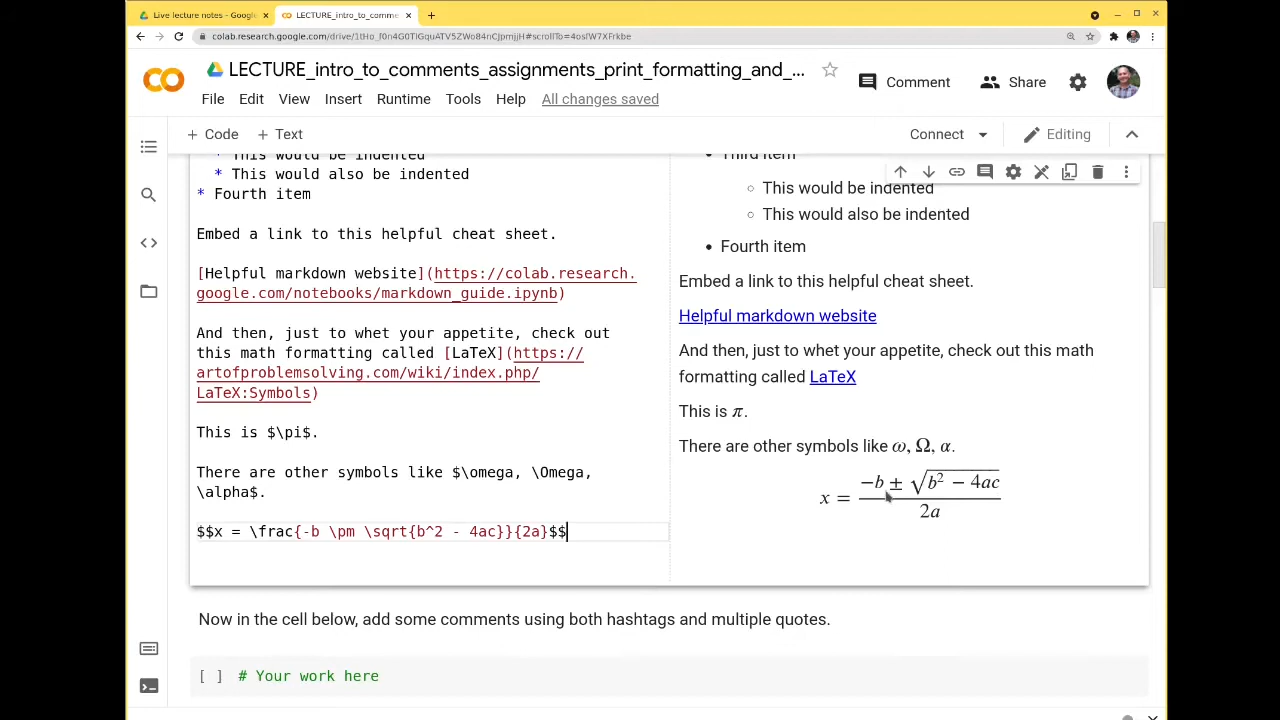 Live lecture notes - Google
LECTURE_intro_to_comme
colab.research.google.com/drive/1tHo_f0n4G0TiGquATV5ZWo84nCJpmjjH#scrollTo=4osfW7XFrkbe
LECTURE_intro_to_comments_assignments_print_formatting_and_...
Comment
Share
File Edit View Insert Runtime Tools Help All changes saved
+ Code + Text
Connect
Editing
* This would be indented
* This would also be indented
* Fourth item
Embed a link to this helpful cheat sheet.
[Helpful markdown website](https://colab.research.
google.com/notebooks/markdown_guide.ipynb)
And then, just to whet your appetite, check out
this math formatting called [LaTeX](https://
artofproblemsolving.com/wiki/index.php/
LaTeX:Symbols)
This is $\pi$.
There are other symbols like $\omega, \Omega,
\alpha$.
$$x = \frac{-b \pm \sqrt{b^2 - 4ac}}{2a}$$
• Third item
○ This would be indented
○ This would also be indented
• Fourth item
Embed a link to this helpful cheat sheet.
Helpful markdown website
And then, just to whet your appetite, check out this math
formatting called LaTeX
This is π.
There are other symbols like ω, Ω, α.
x = (−b ± √(b² − 4ac)) / 2a
Now in the cell below, add some comments using both hashtags and multiple quotes.
[ ] # Your work here